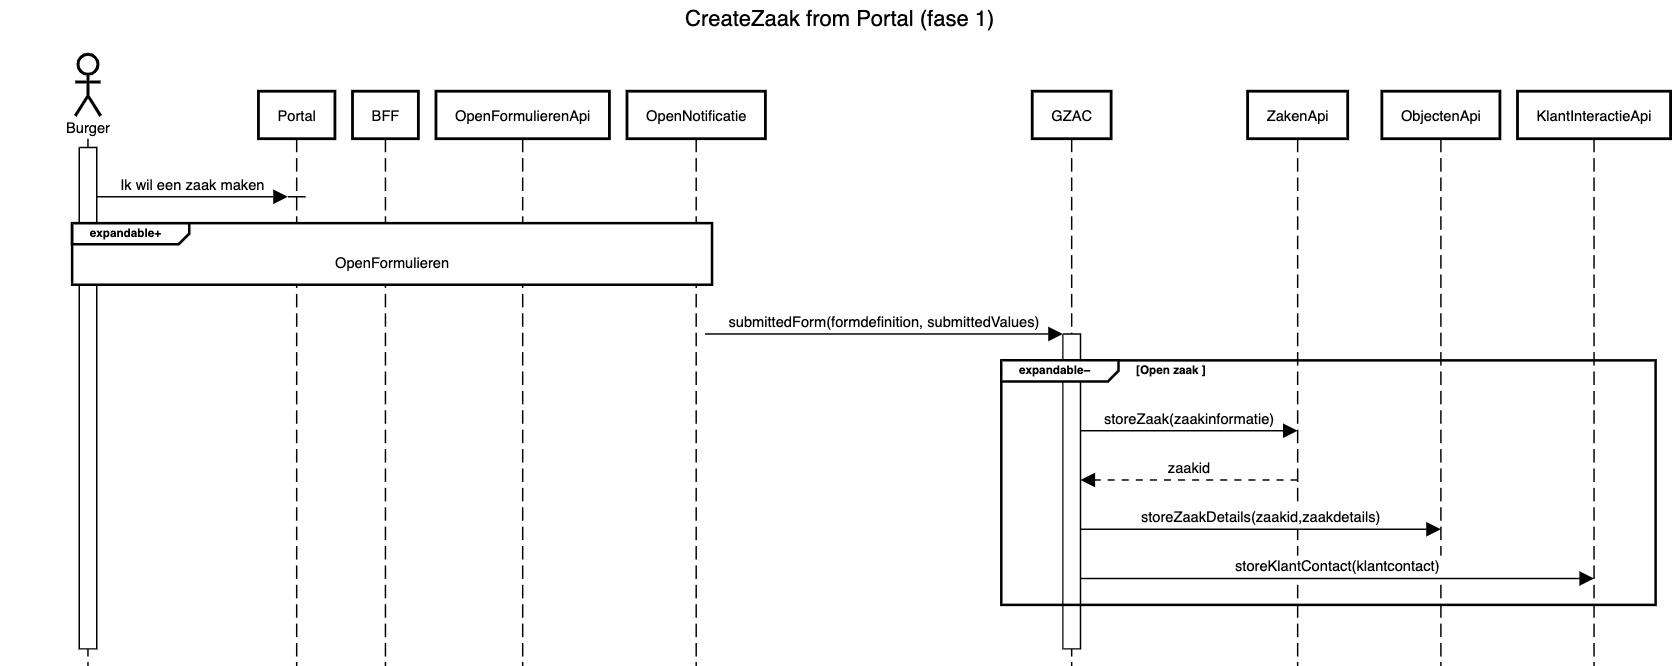 CreateZaak from Portal (fase 1)
Burger
Portal
BFF
OpenFormulierenApi
OpenNotificatie
GZAC
ZakenApi
ObjectenApi
KlantInteractieApi
Ik wil een zaak maken
expandable+
OpenFormulieren
submittedForm(formdefinition, submittedValues)
expandable–
[Open zaak ]
storeZaak(zaakinformatie)
zaakid
storeZaakDetails(zaakid,zaakdetails)
storeKlantContact(klantcontact)